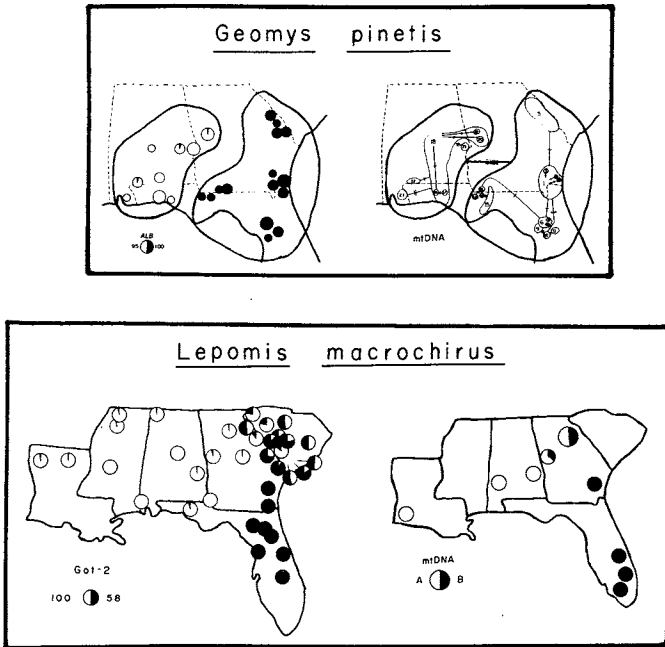 Geomys pinetis
ALB
95 100
mtDNA
Lepomis macrochirus
Got-2
100 58
mtDNA
A B